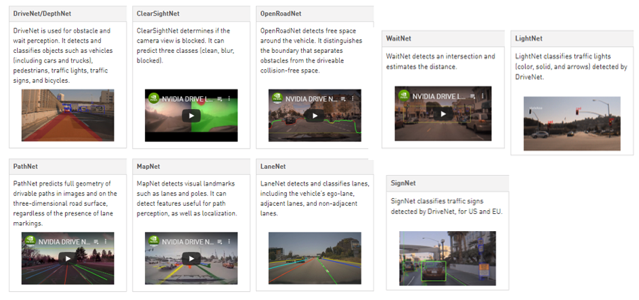 DriveNet/DepthNet
DriveNet is used for obstacle and
wait perception. It detects and
classifies objects such as vehicles
(including cars and trucks),
pedestrians, traffic lights, traffic
signs, and bicycles.
ClearSightNet
ClearSightNet determines if the
camera view is blocked. It can
predict three classes (clean, blur,
blocked).
NVIDIA DRIVE L...
OpenRoadNet
OpenRoadNet detects free space
around the vehicle. It distinguishes
the boundary that separates
obstacles from the driveable
collision-free space.
NVIDIA DRIVE N...
WaitNet
WaitNet detects an intersection and
estimates the distance.
NVIDIA DRIVE L...
LightNet
LightNet classifies traffic lights
(color, solid, and arrows) detected by
DriveNet.
PathNet
PathNet predicts full geometry of
drivable paths in images and on the
three-dimensional road surface,
regardless of the presence of lane
markings.
NVIDIA DRIVE N...
MapNet
MapNet detects visual landmarks
such as lanes and poles. It can
detect features useful for path
perception, as well as localization.
NVIDIA DRIVE N...
LaneNet
LaneNet detects and classifies lanes,
including the vehicle's ego-lane,
adjacent lanes, and non-adjacent
lanes.
SignNet
SignNet classifies traffic signs
detected by DriveNet, for US and EU.